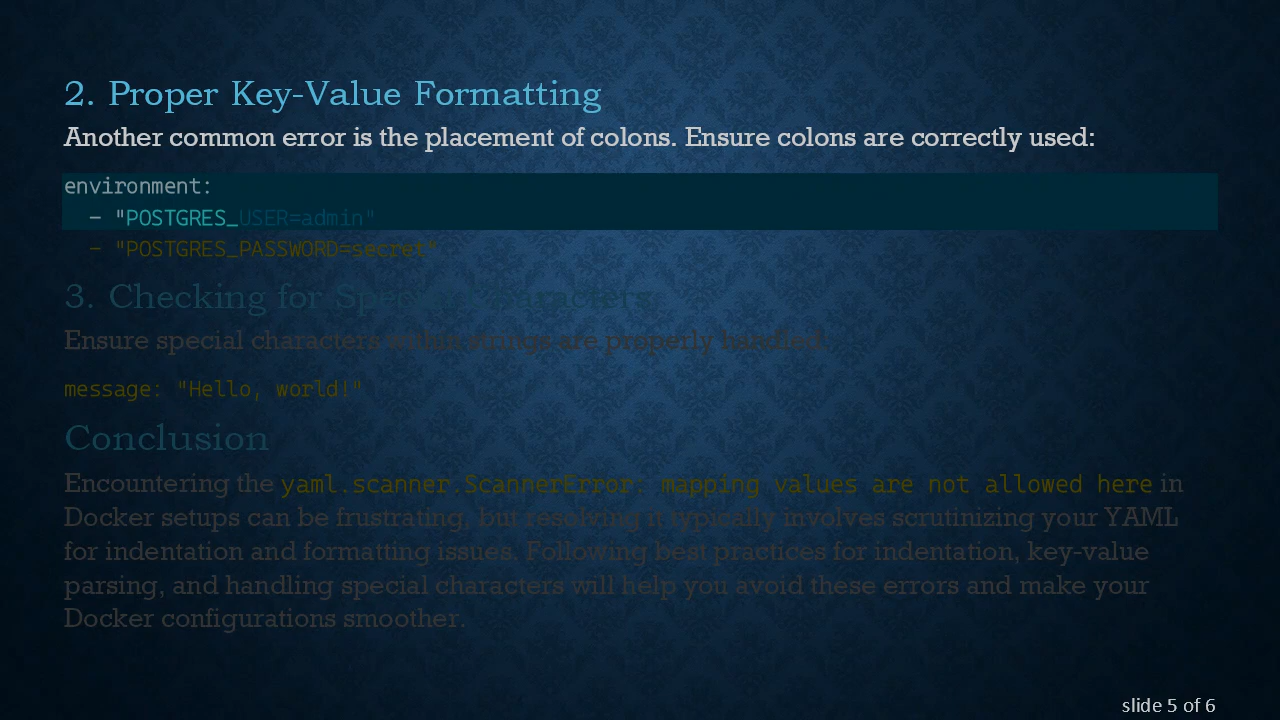 2. Proper Key-Value Formatting
Another common error is the placement of colons. Ensure colons are correctly used:
environment:
  - "POSTGRES_USER=admin"
  - "POSTGRES_PASSWORD=secret"
3. Checking for Special Characters
Ensure special characters within strings are properly handled:
message: "Hello, world!"
Conclusion
Encountering the yaml.scanner.ScannerError: mapping values are not allowed here in
Docker setups can be frustrating, but resolving it typically involves scrutinizing your YAML
for indentation and formatting issues. Following best practices for indentation, key-value
parsing, and handling special characters will help you avoid these errors and make your
Docker configurations smoother.
slide 5 of 6